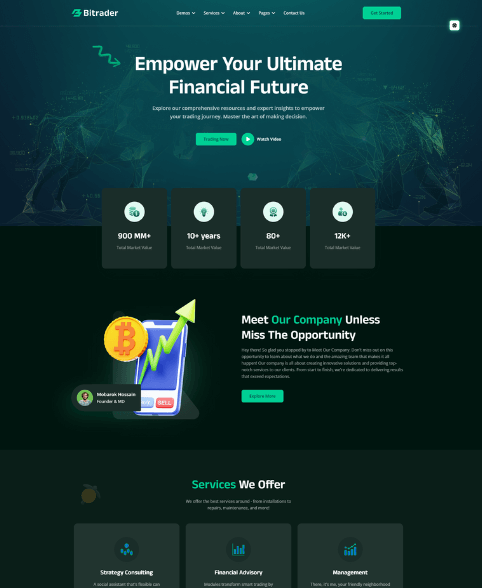 Bitrader
Demos Services About Pages Contact Us
Get Started
Empower Your Ultimate
Financial Future
Explore our comprehensive resources and expert insights to empower
your trading journey. Master the art of making decision.
Trading Now
Watch Video
900 MM+
Total Market Value
10+ years
Total Market Value
80+
Total Market Value
12K+
Total Market Value
Meet Our Company Unless
Miss The Opportunity
Hey there! So glad you stopped by to Meet Our Company. Don't miss out on this
opportunity to learn about what we do and the amazing team that makes it all
happen! Our company is all about creating innovative solutions and providing top-
notch services to our clients. From start to finish, we're dedicated to delivering results
that exceed expectations.
Explore More
Mobarok Hossain
Founder & MD
SELL
Services We Offer
We offer the best services around - from installations to
repairs, maintenance, and more!
Strategy Consulting
A social assistant that's flexible can
Financial Advisory
Modules transform smart trading by
Management
There, it's me, your friendly neighborhood